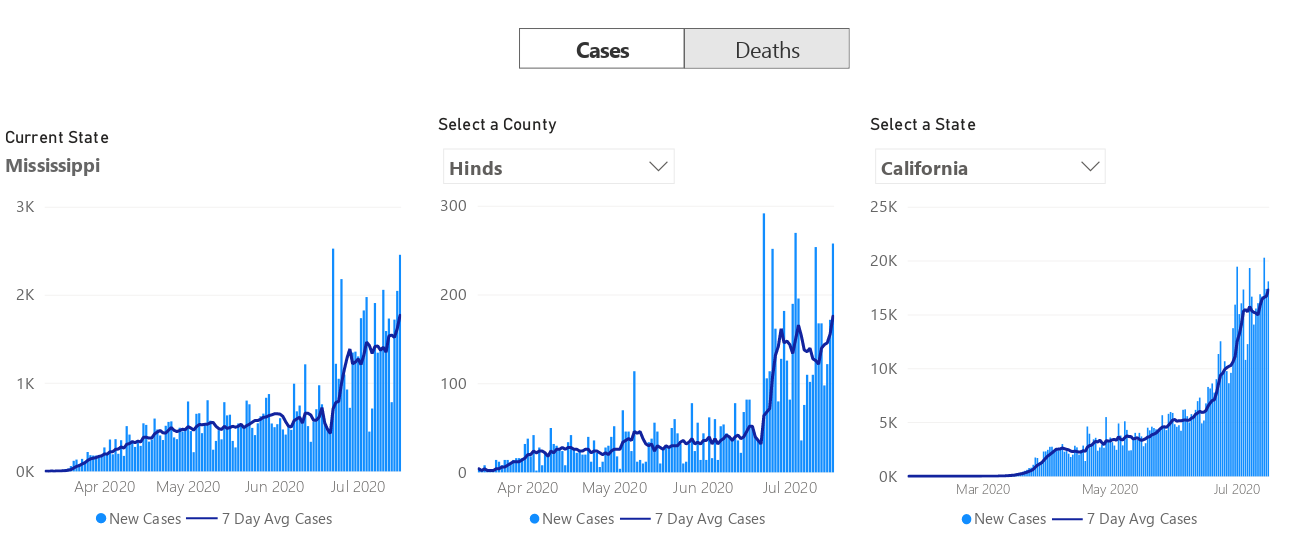 Cases Deaths
Current State
Mississippi
3K
2K
1K
0K
Apr 2020 May 2020 Jun 2020 Jul 2020
New Cases 7 Day Avg Cases
Select a County
Hinds
300
200
100
0
Apr 2020 May 2020 Jun 2020 Jul 2020
New Cases 7 Day Avg Cases
Select a State
California
25K
20K
15K
10K
5K
0K
Mar 2020 May 2020 Jul 2020
New Cases 7 Day Avg Cases